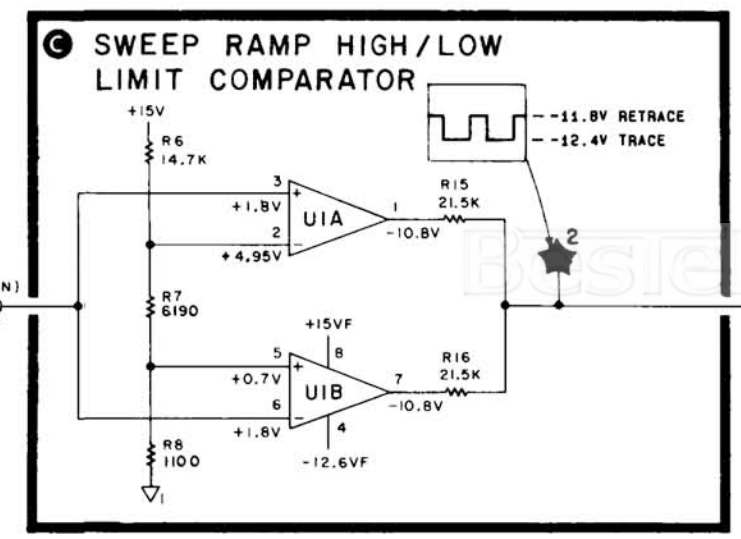 C SWEEP RAMP HIGH/LOW
LIMIT COMPARATOR
+15V
-11.8V RETRACE
-12.4V TRACE
R6
14.7K
3
+
+1.8V
U1A
1
-10.8V
R15
21.5K
2
-
+4.95V
2
Bestel
N)
R7
6190
+15VF
8
5
+
+0.7V
U1B
7
-10.8V
R16
21.5K
6
-
+1.8V
4
-12.6VF
R8
1100
1